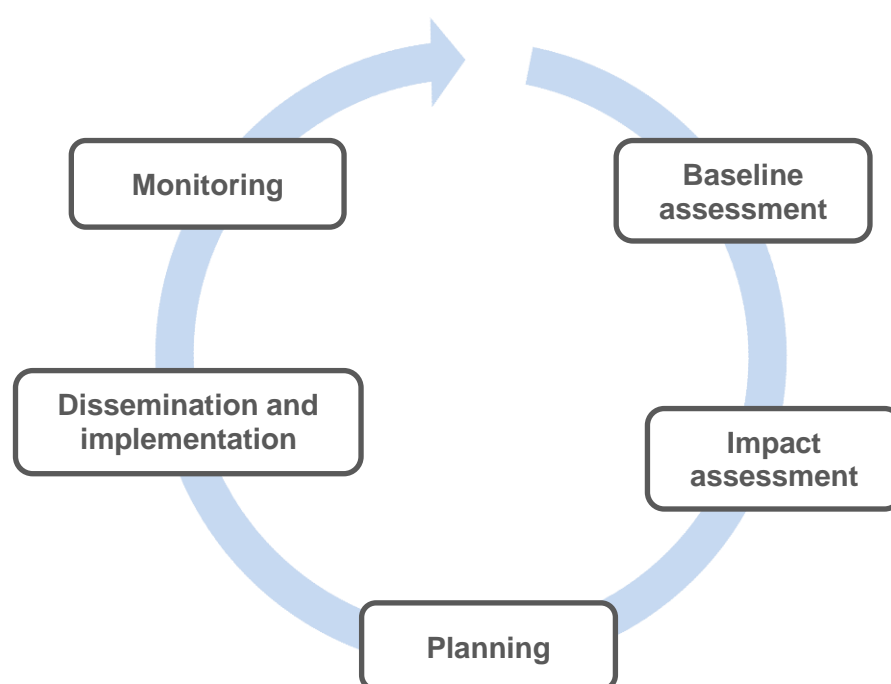 Baseline
assessment
Impact
assessment
Planning
Dissemination and
implementation
Monitoring